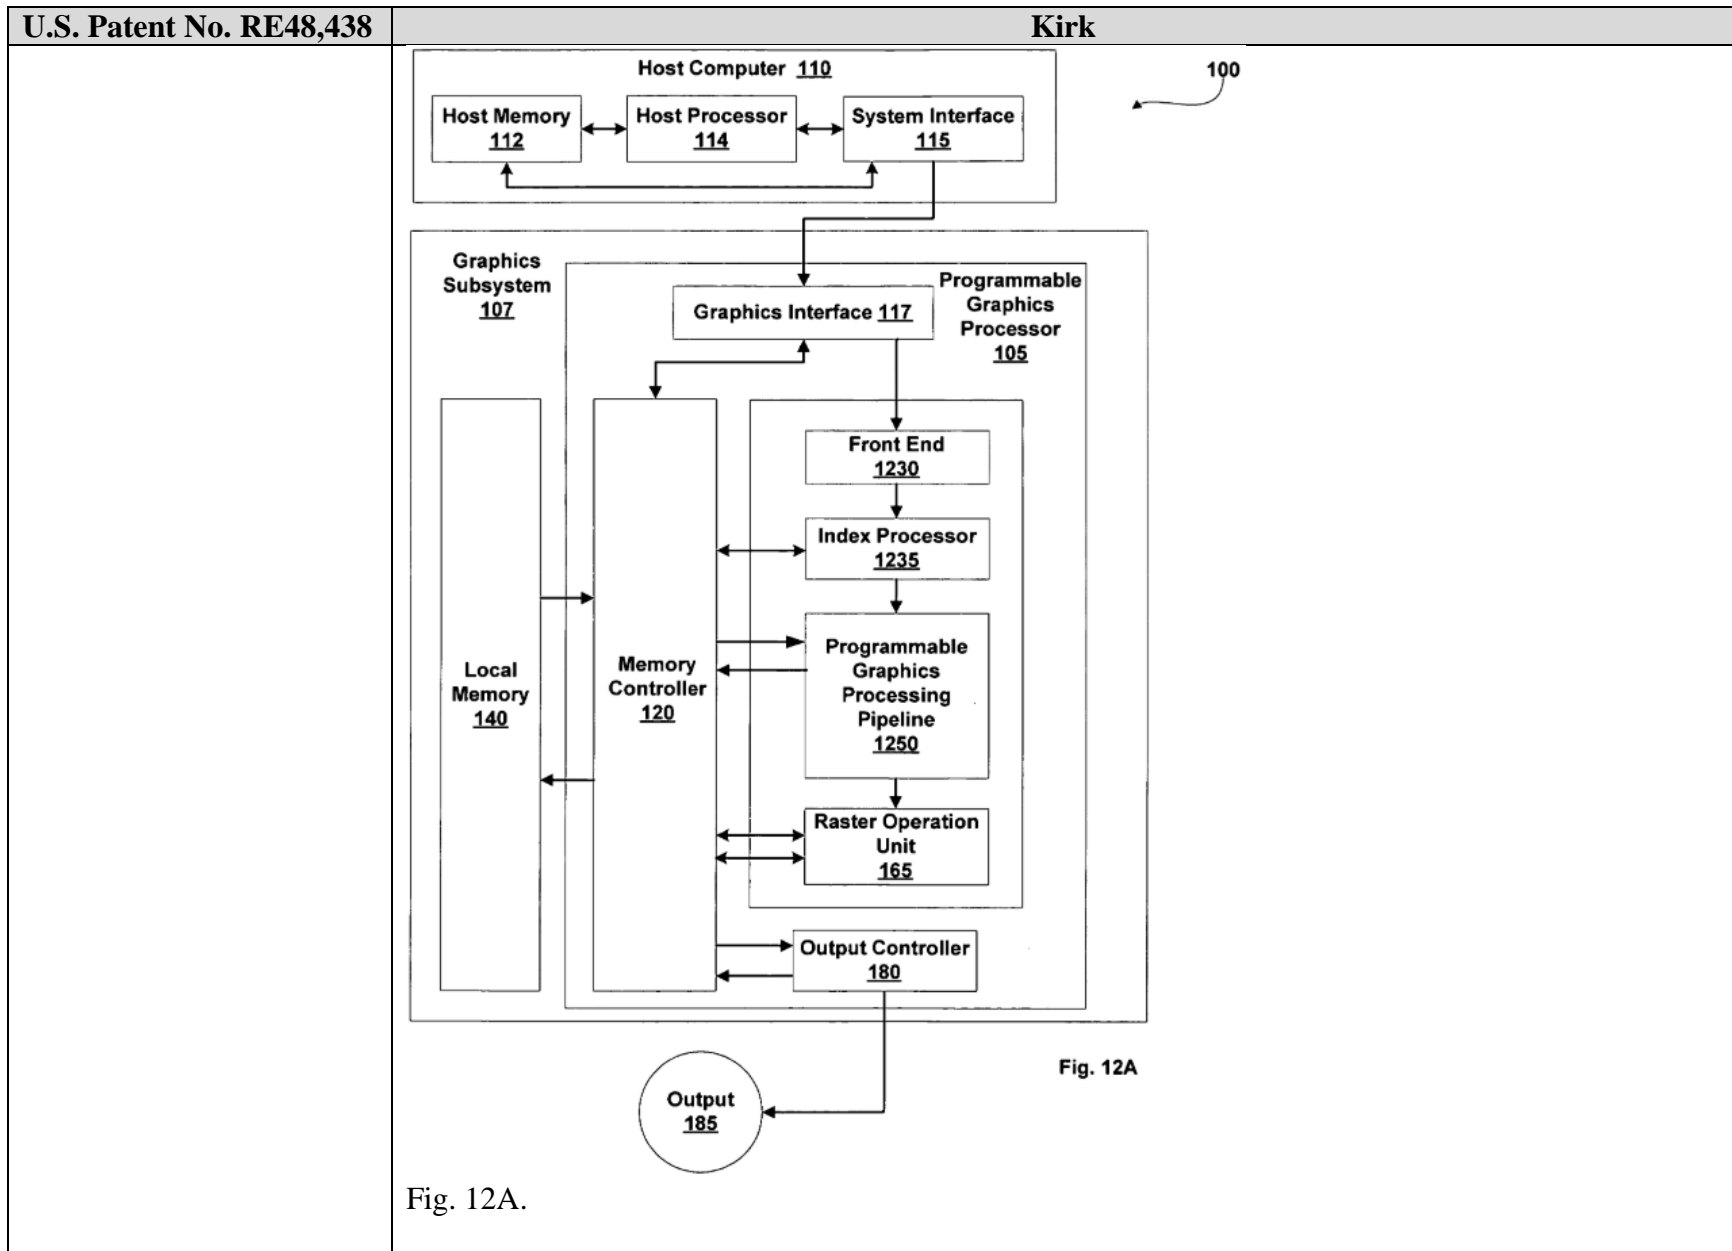 U.S. Patent No. RE48,438
Kirk
Host Computer 110
100
Host Memory
112
Host Processor
114
System Interface
115
Graphics
Subsystem
107
Programmable
Graphics
Processor
105
Graphics Interface 117
Front End
1230
Index Processor
1235
Programmable
Graphics
Processing
Pipeline
1250
Local
Memory
140
Memory
Controller
120
Raster Operation
Unit
165
Output Controller
180
Fig. 12A
Output
185
Fig. 12A.